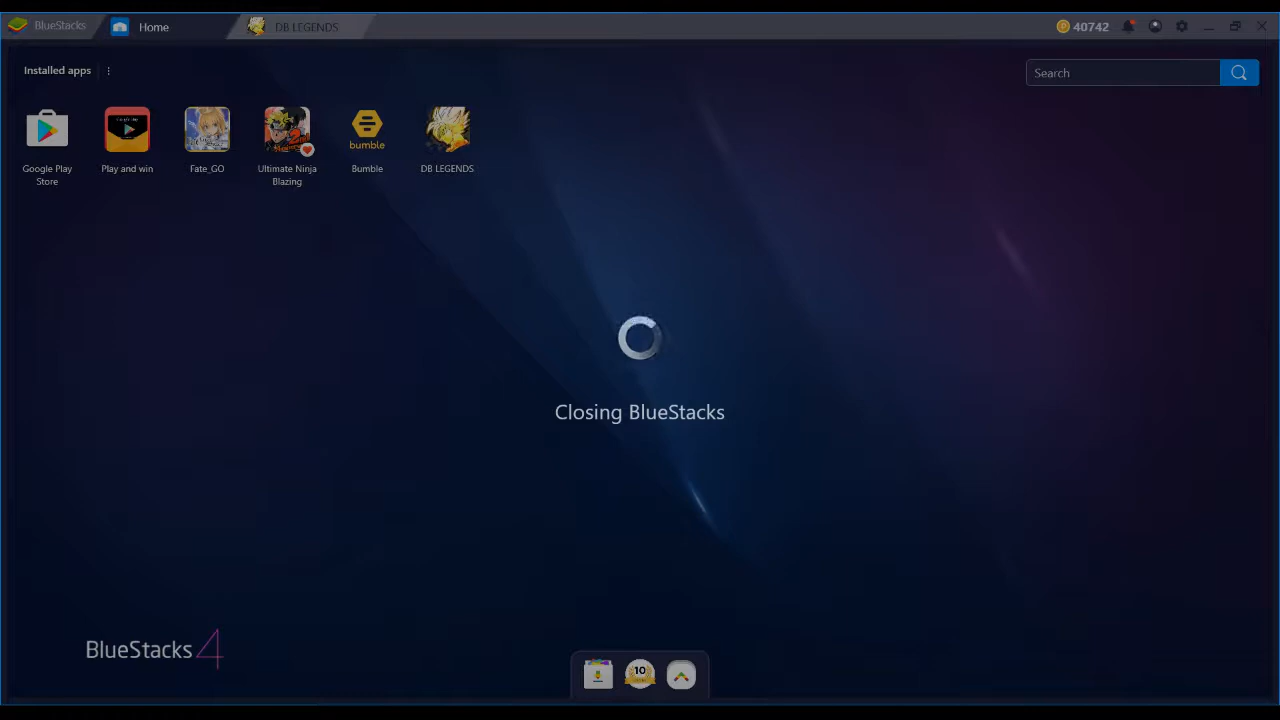 BlueStacks
Home
DB LEGENDS
40742
Installed apps
Search
Google Play
Store
Play and win
Fate_GO
Ultimate Ninja
Blazing
bumble
Bumble
DB LEGENDS
Closing BlueStacks
BlueStacks 4
10